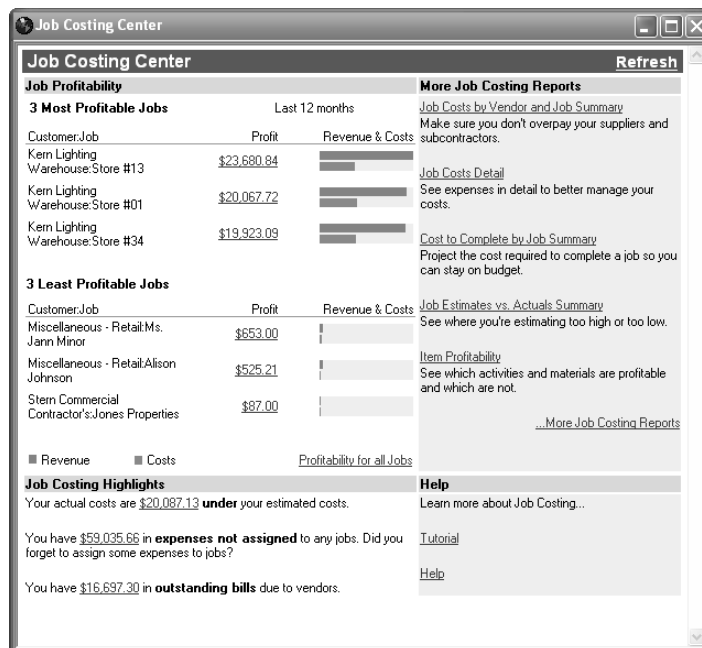 Job Costing Center
Job Costing Center
Refresh
Job Profitability
3 Most Profitable Jobs Last 12 months
Customer:Job Profit Revenue & Costs
Kern Lighting
Warehouse:Store #13
$23,680.84
Kern Lighting
Warehouse:Store #01
$20,067.72
Kern Lighting
Warehouse:Store #34
$19,923.09
3 Least Profitable Jobs
Customer:Job Profit Revenue & Costs
Miscellaneous - Retail:Ms.
Jann Minor
$653.00
Miscellaneous - Retail:Alison
Johnson
$525.21
Stern Commercial
Contractor's:Jones Properties
$87.00
Revenue Costs Profitability for all Jobs
More Job Costing Reports
Job Costs by Vendor and Job Summary
Make sure you don't overpay your suppliers and
subcontractors.
Job Costs Detail
See expenses in detail to better manage your
costs.
Cost to Complete by Job Summary
Project the cost required to complete a job so you
can stay on budget.
Job Estimates vs. Actuals Summary
See where you're estimating too high or too low.
Item Profitability
See which activities and materials are profitable
and which are not.
...More Job Costing Reports
Job Costing Highlights
Your actual costs are $20,087.13 under your estimated costs.
You have $59,035.66 in expenses not assigned to any jobs. Did you
forget to assign some expenses to jobs?
You have $16,697.30 in outstanding bills due to vendors.
Help
Learn more about Job Costing...
Tutorial
Help